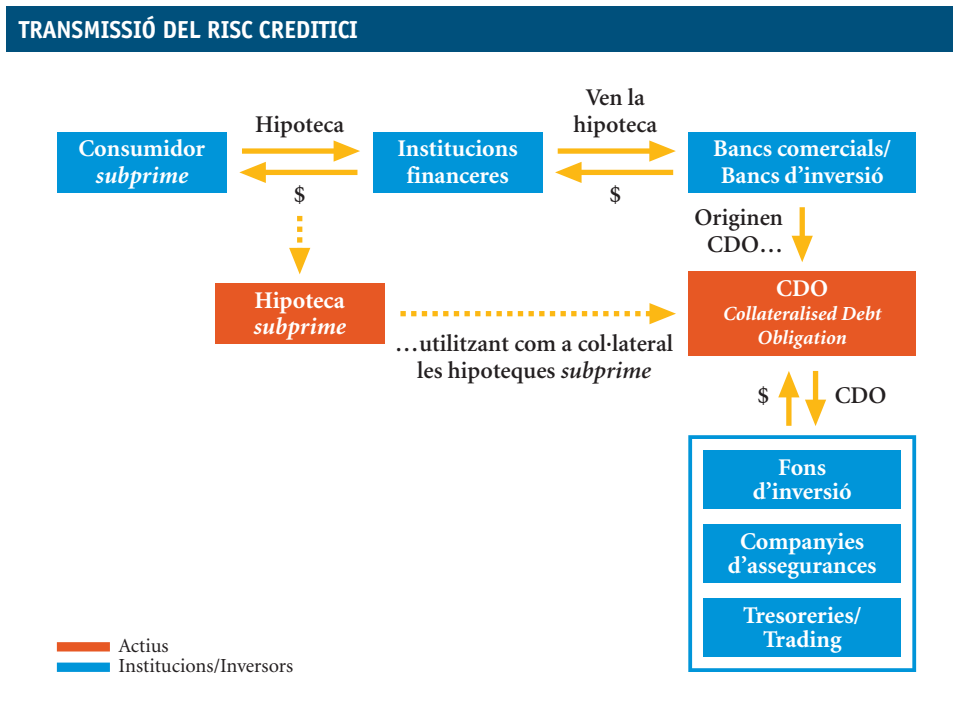 TRANSMISSIÓ DEL RISC CREDITICI
Hipoteca
Ven la
hipoteca
Consumidor
subprime
Institucions
financeres
Bancs comercials/
Bancs d’inversió
$
$
Originen
CDO…
Hipoteca
subprime
CDO
Collateralised Debt
Obligation
…utilitzant com a col·lateral
les hipoteques subprime
$
CDO
Fons
d’inversió
Companyies
d’assegurances
Tresoreries/
Trading
Actius
Institucions/Inversors